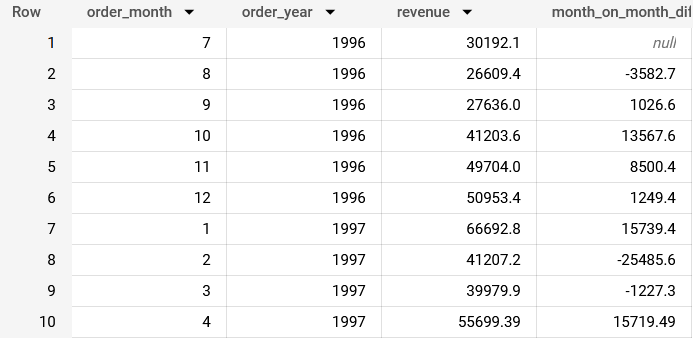 Row order_month order_year revenue month_on_month_dif
1 7 1996 30192.1 null
2 8 1996 26609.4 -3582.7
3 9 1996 27636.0 1026.6
4 10 1996 41203.6 13567.6
5 11 1996 49704.0 8500.4
6 12 1996 50953.4 1249.4
7 1 1997 66692.8 15739.4
8 2 1997 41207.2 -25485.6
9 3 1997 39979.9 -1227.3
10 4 1997 55699.39 15719.49